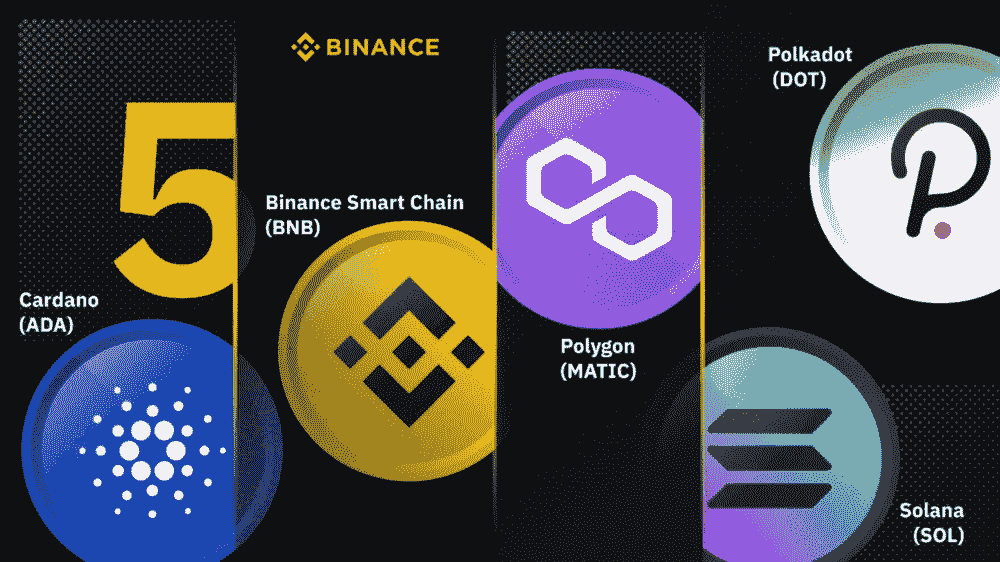 BINANCE
5
Cardano
(ADA)
Binance Smart Chain
(BNB)
Polygon
(MATIC)
Polkadot
(DOT)
Solana
(SOL)